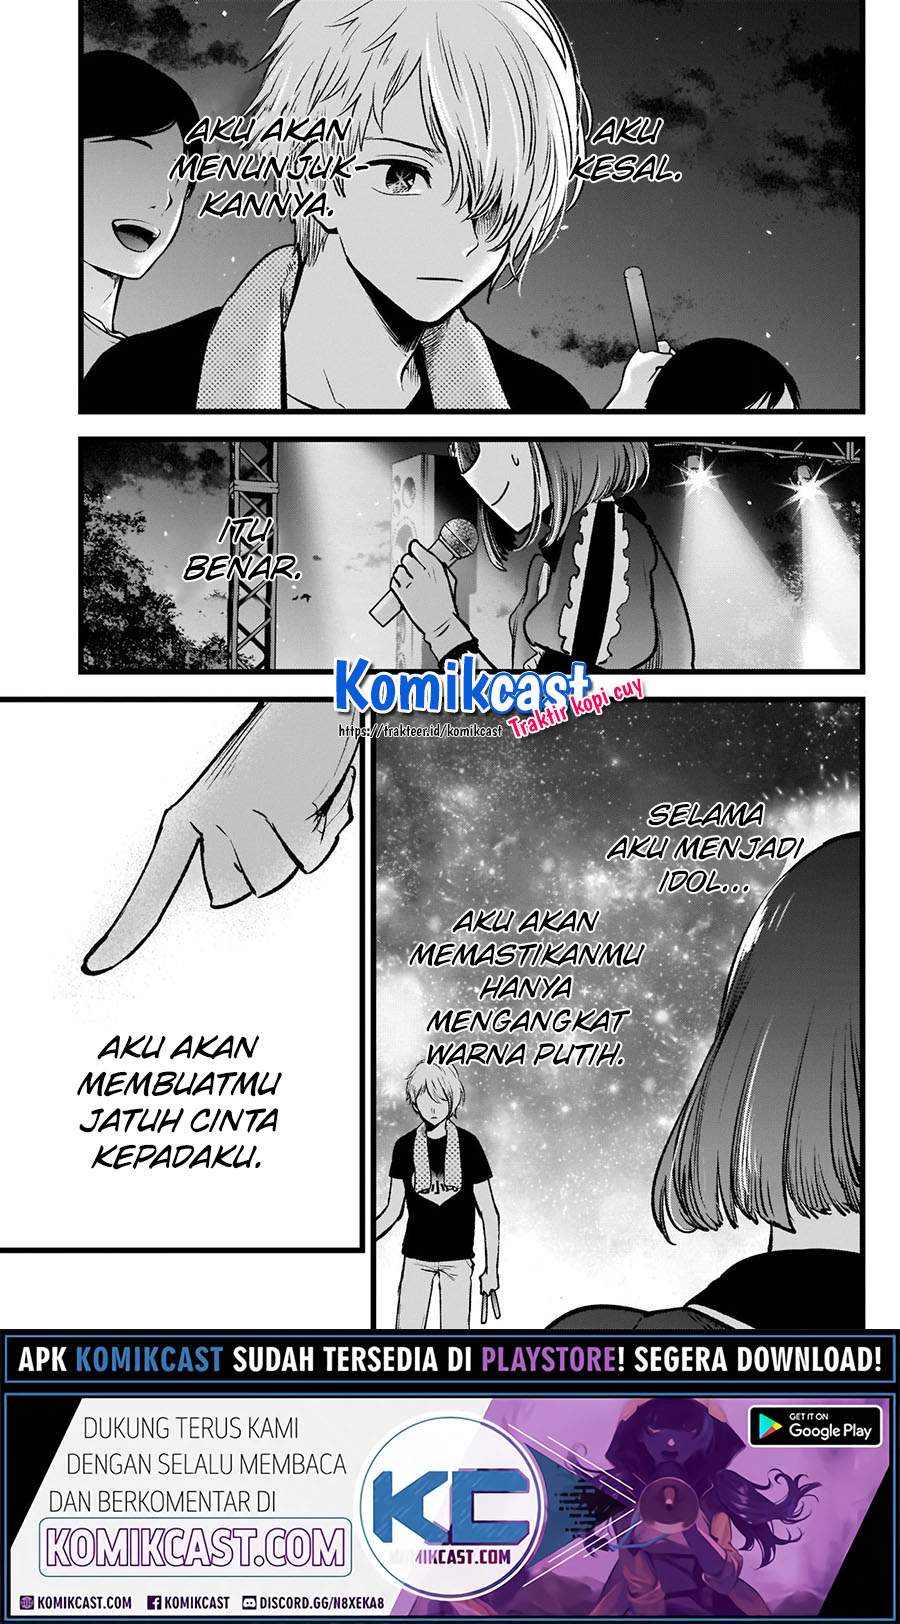 AKU
KESAL.
AKU AKAN
MENUNJUK-
KANNYA.
ITU
BENAR.
Komikcast
https://trakteer.id/komikcast
Traktir kopi cuy
SELAMA
AKU MENJADI
IDOL...
AKU AKAN
MEMASTIKANMU
HANYA
MENGANGKAT
WARNA PUTIH.
AKU AKAN
MEMBUATMU
JATUH CINTA
KEPADAKU.
APK KOMIKCAST SUDAH TERSEDIA DI PLAYSTORE! SEGERA DOWNLOAD!
DUKUNG TERUS KAMI
DENGAN SELALU MEMBACA
DAN BERKOMENTAR DI
KOMIKCAST.COM
KC
KOMIKCAST.COM
GET IT ON
Google Play
KOMIKCAST.COM
KOMIKCAST
DISCORD.GG/N8XEKA8